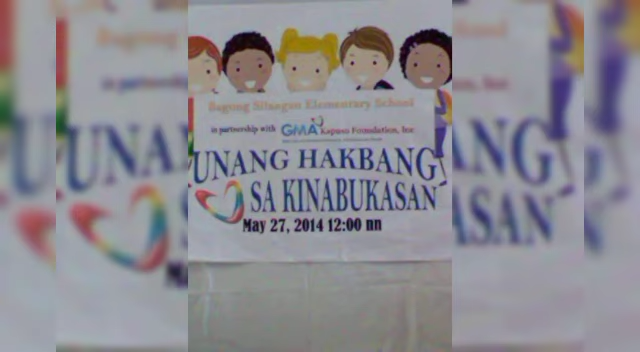 Bagong Silangan Elementary School
in partnership with GMA Kapuso Foundation, Inc.
UNANG HAKBANG
SA KINABUKASAN
May 27, 2014 12:00 nn